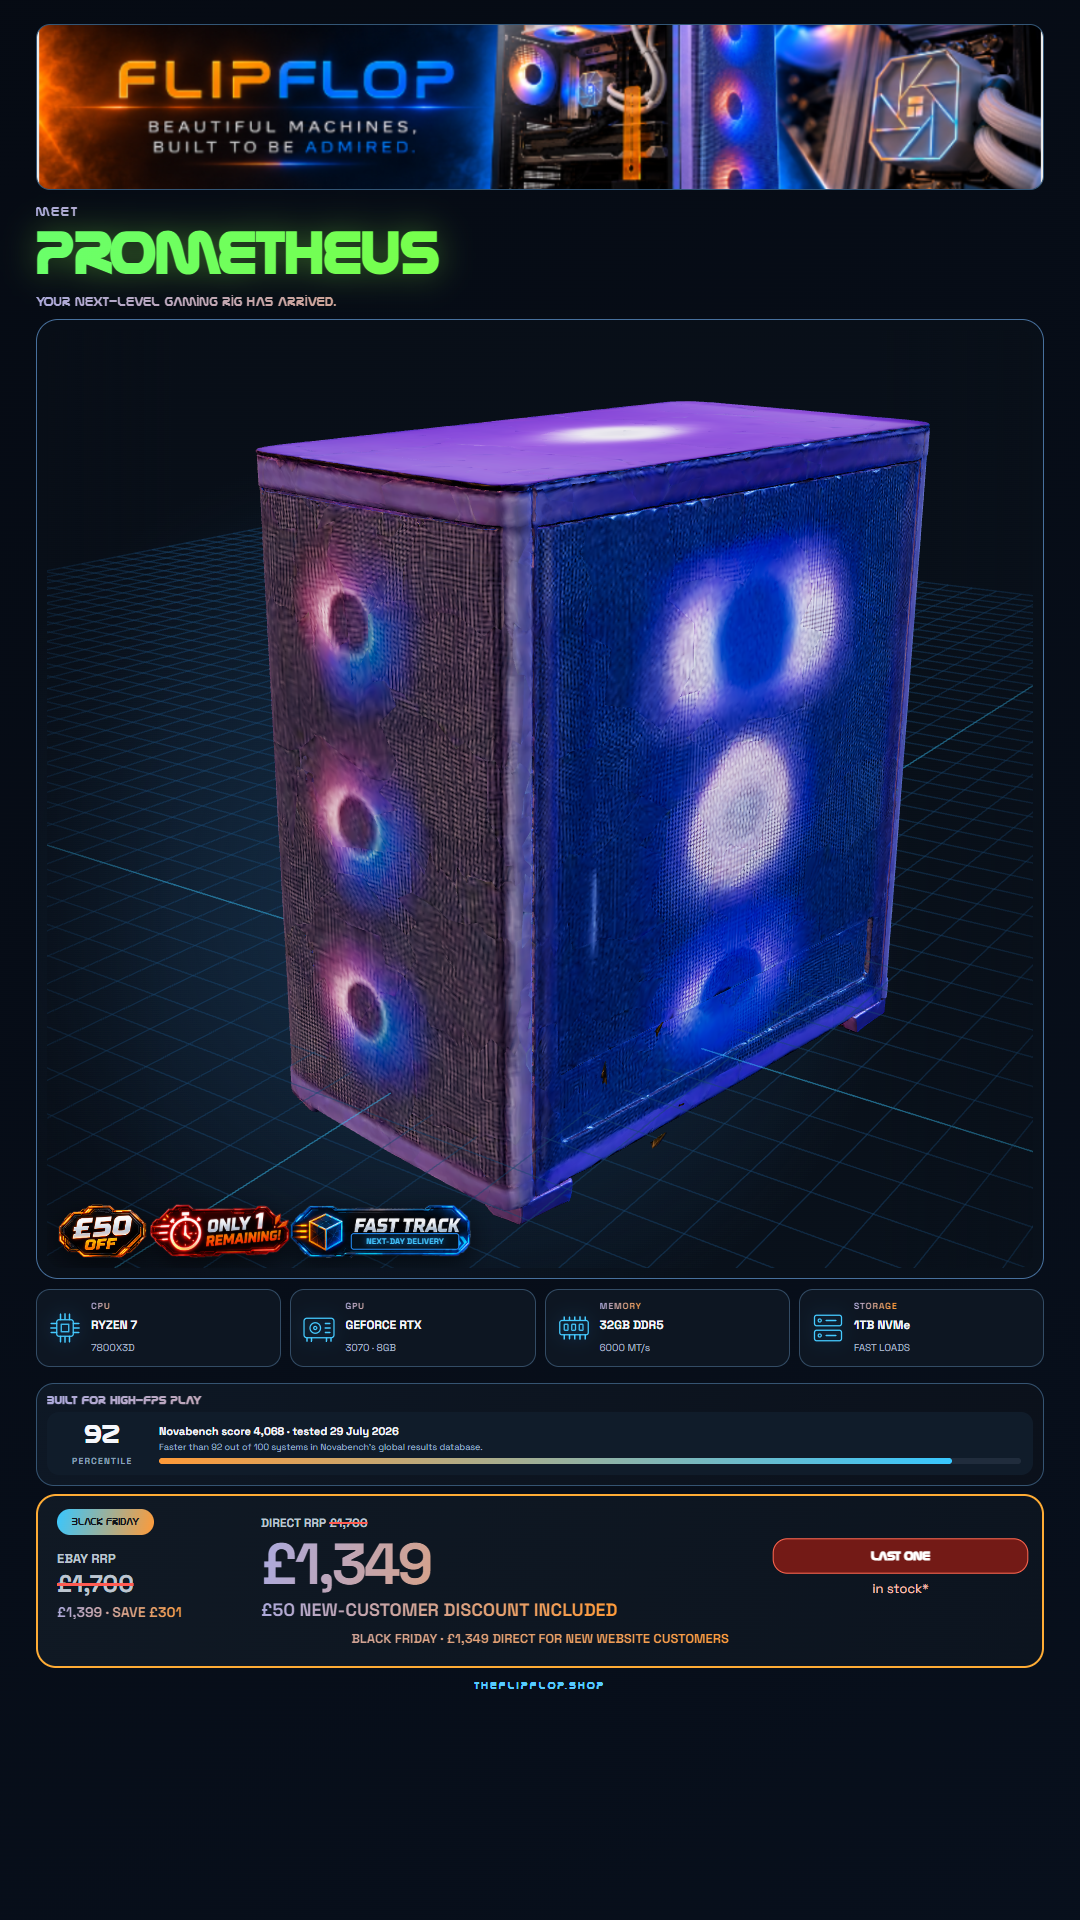 FLIPFLOP
BEAUTIFUL MACHINES,
BUILT TO BE ADMIRED.
MEET
PROMETHEUS
YOUR NEXT-LEVEL GAMING RIG HAS ARRIVED.
£50 OFF
ONLY 1 REMAINING!
FAST TRACK
NEXT-DAY DELIVERY
CPU
RYZEN 7
7800X3D
GPU
GEFORCE RTX
3070 · 8GB
MEMORY
32GB DDR5
6000 MT/s
STORAGE
1TB NVMe
FAST LOADS
BUILT FOR HIGH-FPS PLAY
92
PERCENTILE
Novabench score 4,068 · tested 29 July 2026
Faster than 92 out of 100 systems in Novabench's global results database.
BLACK FRIDAY
EBAY RRP
£1,700
£1,399 · SAVE £301
DIRECT RRP £1,700
£1,349
£50 NEW-CUSTOMER DISCOUNT INCLUDED
BLACK FRIDAY · £1,349 DIRECT FOR NEW WEBSITE CUSTOMERS
LAST ONE
in stock*
THEFLIPFLOP.SHOP